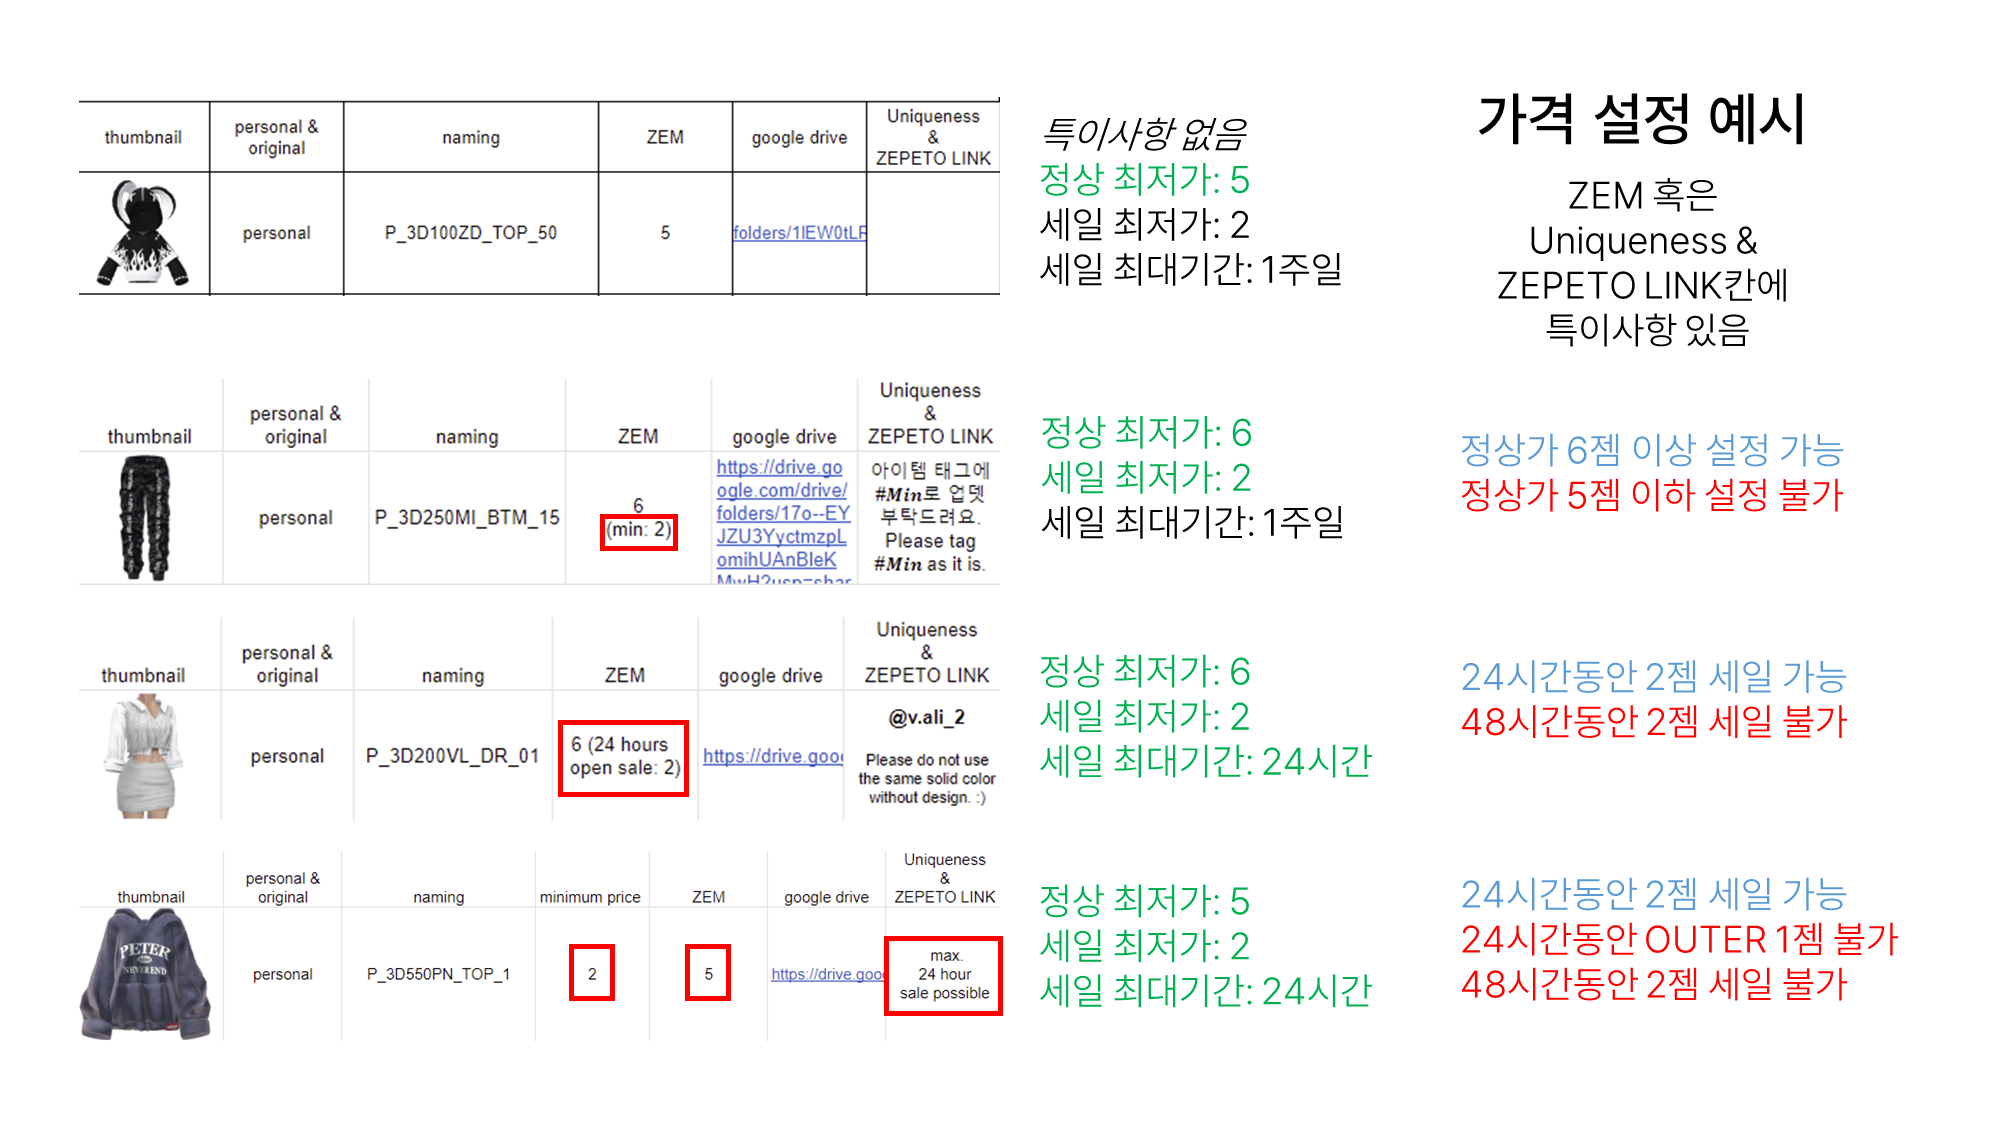 가격 설정 예시
ZEM 혹은
Uniqueness &
ZEPETO LINK칸에
특이사항 있음
thumbnail
personal &
original
naming
ZEM
google drive
Uniqueness
&
ZEPETO LINK
personal
P_3D100ZD_TOP_50
5
folders/1IEW0tLF
특이사항 없음
정상 최저가: 5
세일 최저가: 2
세일 최대기간: 1주일
thumbnail
personal &
original
naming
ZEM
google drive
Uniqueness
&
ZEPETO LINK
personal
P_3D250MI_BTM_15
6
(min: 2)
https://drive.go
ogle.com/drive/
folders/17o--EY
JZU3YyctmzpL
omihUAnBleK
MwH2usp=shar
아이템 태그에
#Min로 업뎃
부탁드려요.
Please tag
#Min as it is.
정상 최저가: 6
세일 최저가: 2
세일 최대기간: 1주일
정상가 6젬 이상 설정 가능
정상가 5젬 이하 설정 불가
thumbnail
personal &
original
naming
ZEM
google drive
Uniqueness
&
ZEPETO LINK
personal
P_3D200VL_DR_01
6 (24 hours
open sale: 2)
https://drive.goo
@v.ali_2
Please do not use
the same solid color
without design. :)
정상 최저가: 6
세일 최저가: 2
세일 최대기간: 24시간
24시간동안 2젬 세일 가능
48시간동안 2젬 세일 불가
thumbnail
personal &
original
naming
minimum price
ZEM
google drive
Uniqueness
&
ZEPETO LINK
PETER
NEVEREND
personal
P_3D550PN_TOP_1
2
5
https://drive.goo
max.
24 hour
sale possible
정상 최저가: 5
세일 최저가: 2
세일 최대기간: 24시간
24시간동안 2젬 세일 가능
24시간동안 OUTER 1젬 불가
48시간동안 2젬 세일 불가